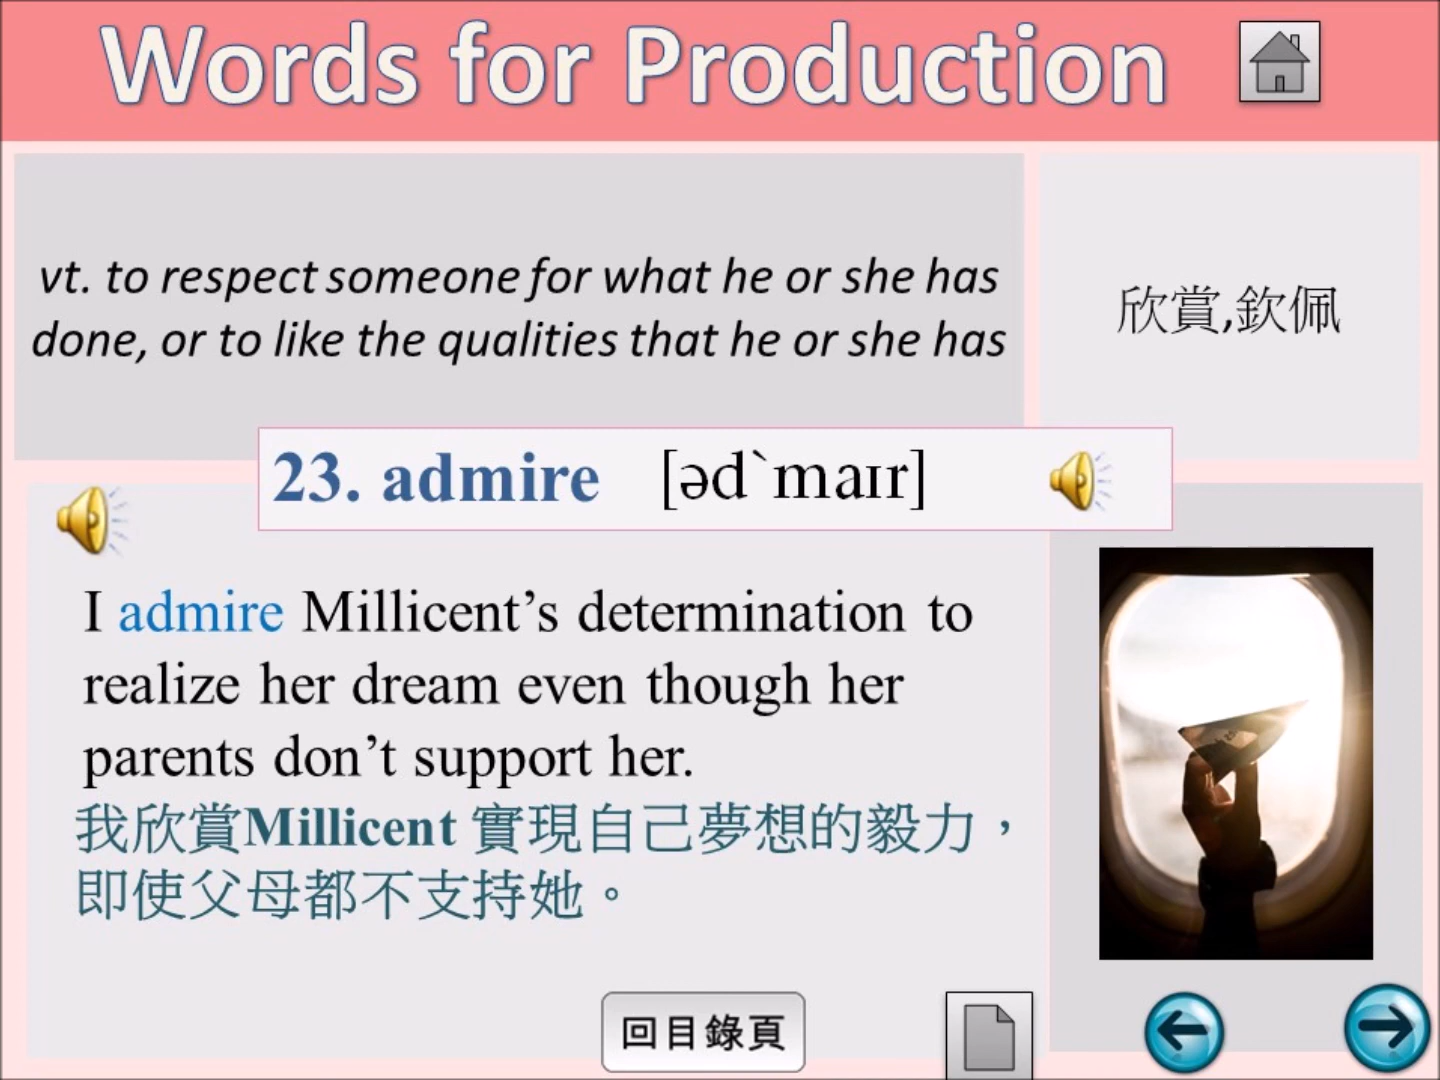 Words for Production
vt. to respect someone for what he or she has
done, or to like the qualities that he or she has
欣賞,欽佩
23. admire [ədˋmaɪr]
I admire Millicent’s determination to
realize her dream even though her
parents don’t support her.
我欣賞Millicent 實現自己夢想的毅力，
即使父母都不支持她。
回目錄頁